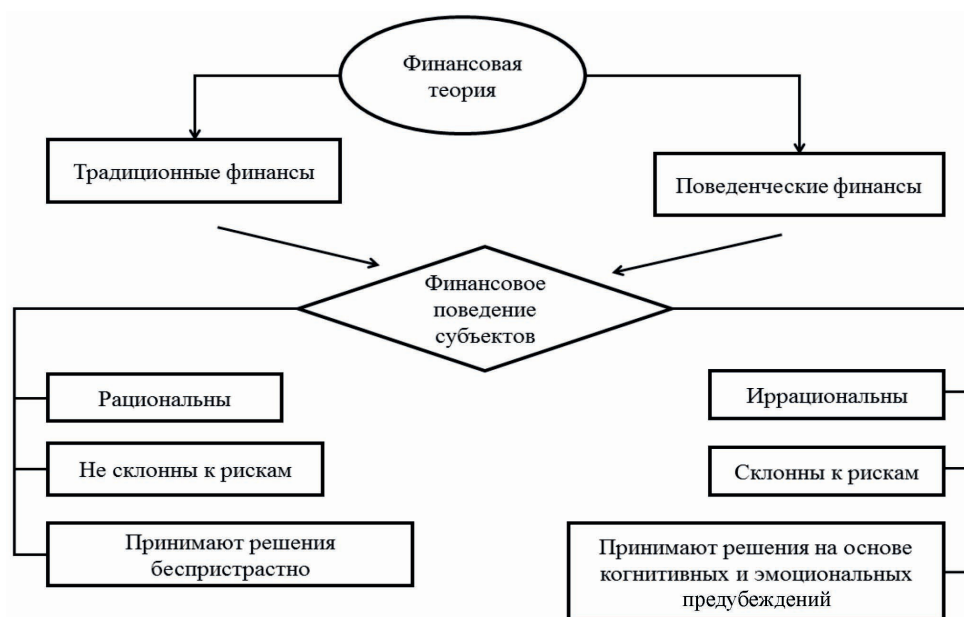 Финансовая
теория
Традиционные финансы
Поведенческие финансы
Финансовое
поведение
субъектов
Рациональны
Иррациональны
Не склонны к рискам
Склонны к рискам
Принимают решения
беспристрастно
Принимают решения на основе
когнитивных и эмоциональных
предубеждений